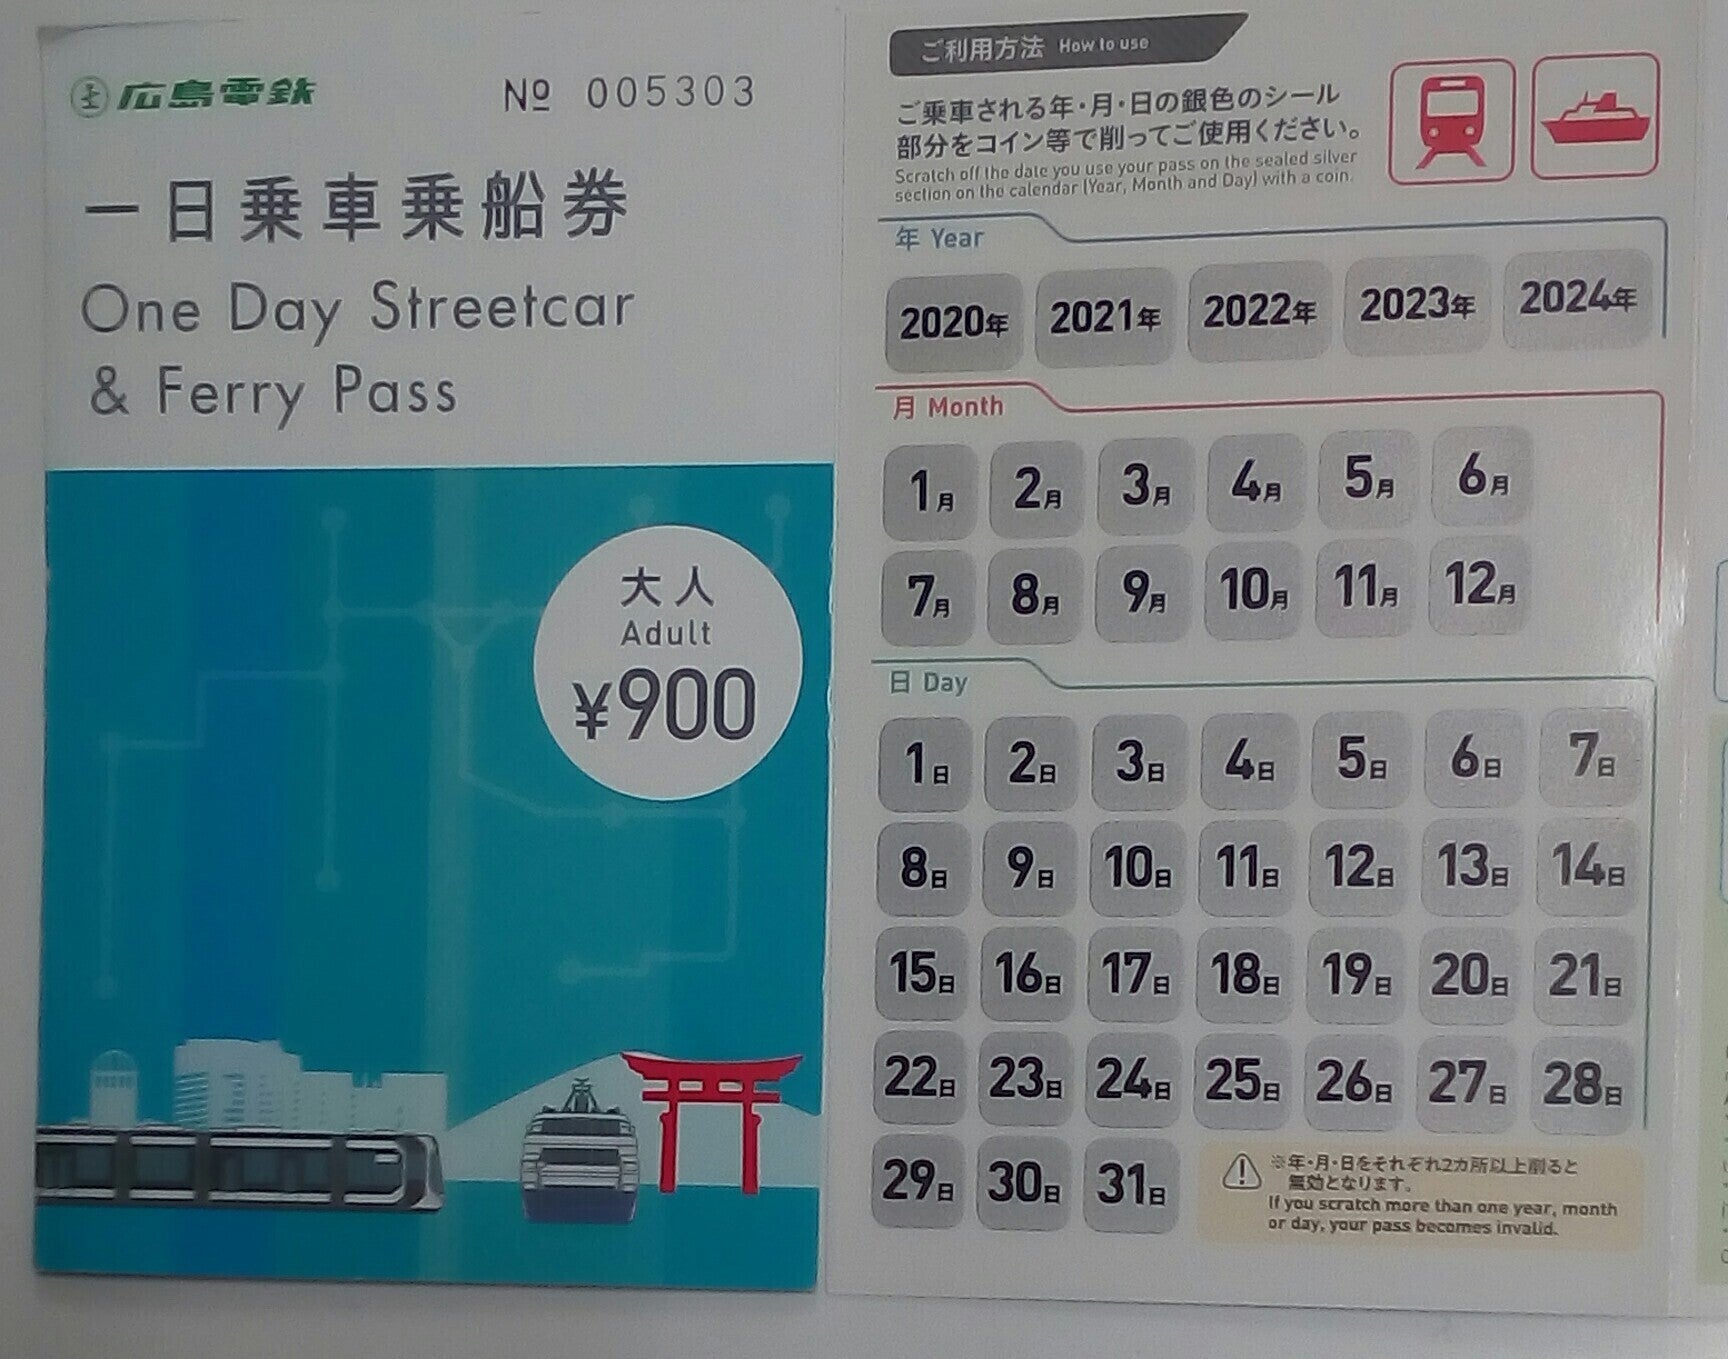 広島電鉄
№ 005303
一日乗車乗船券
One Day Streetcar
& Ferry Pass
大人
Adult
¥900
ご利用方法 How to use
ご乗車される年・月・日の銀色のシール
部分をコイン等で削ってご使用ください。
Scratch off the date you use your pass on the sealed silver
section on the calendar (Year, Month and Day) with a coin.
年 Year
2020年 2021年 2022年 2023年 2024年
月 Month
1月 2月 3月 4月 5月 6月
7月 8月 9月 10月 11月 12月
日 Day
1日 2日 3日 4日 5日 6日 7日
8日 9日 10日 11日 12日 13日 14日
15日 16日 17日 18日 19日 20日 21日
22日 23日 24日 25日 26日 27日 28日
29日 30日 31日
※年・月・日をそれぞれ2カ所以上削ると
無効となります。
If you scratch more than one year, month
or day, your pass becomes invalid.